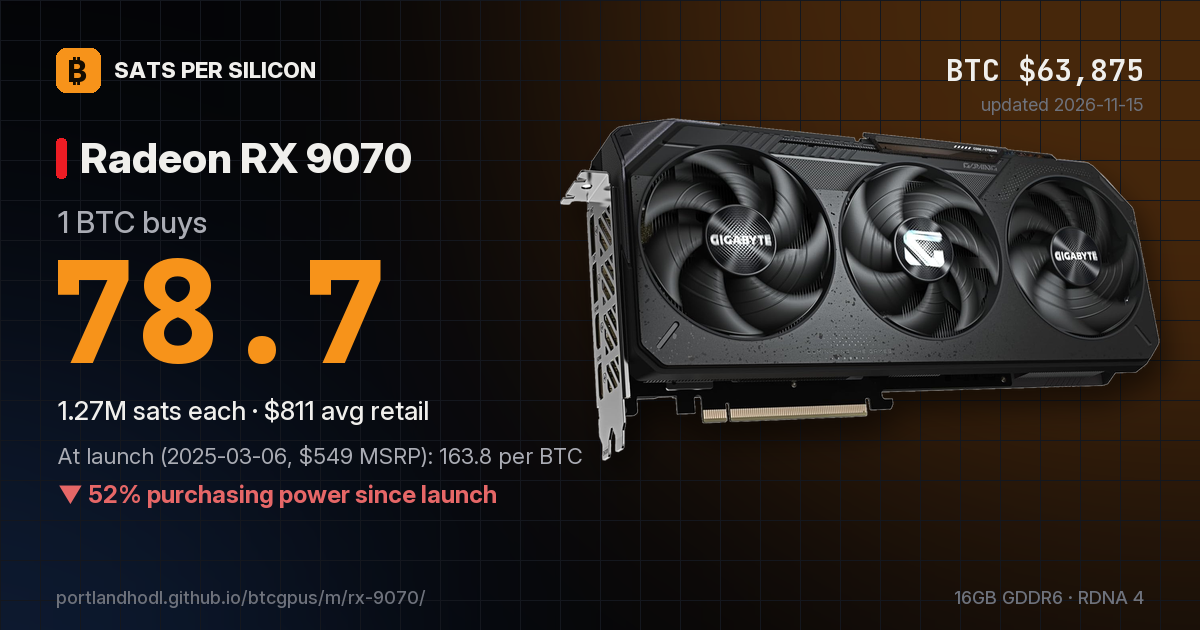 SATS PER SILICON
BTC $63,875
updated 2026-11-15
Radeon RX 9070
1 BTC buys
78.7
1.27M sats each · $811 avg retail
At launch (2025-03-06, $549 MSRP): 163.8 per BTC
▼ 52% purchasing power since launch
GIGABYTE
GIGABYTE
GAMING
portlandhodl.github.io/btcgpus/m/rx-9070/
16GB GDDR6 · RDNA 4